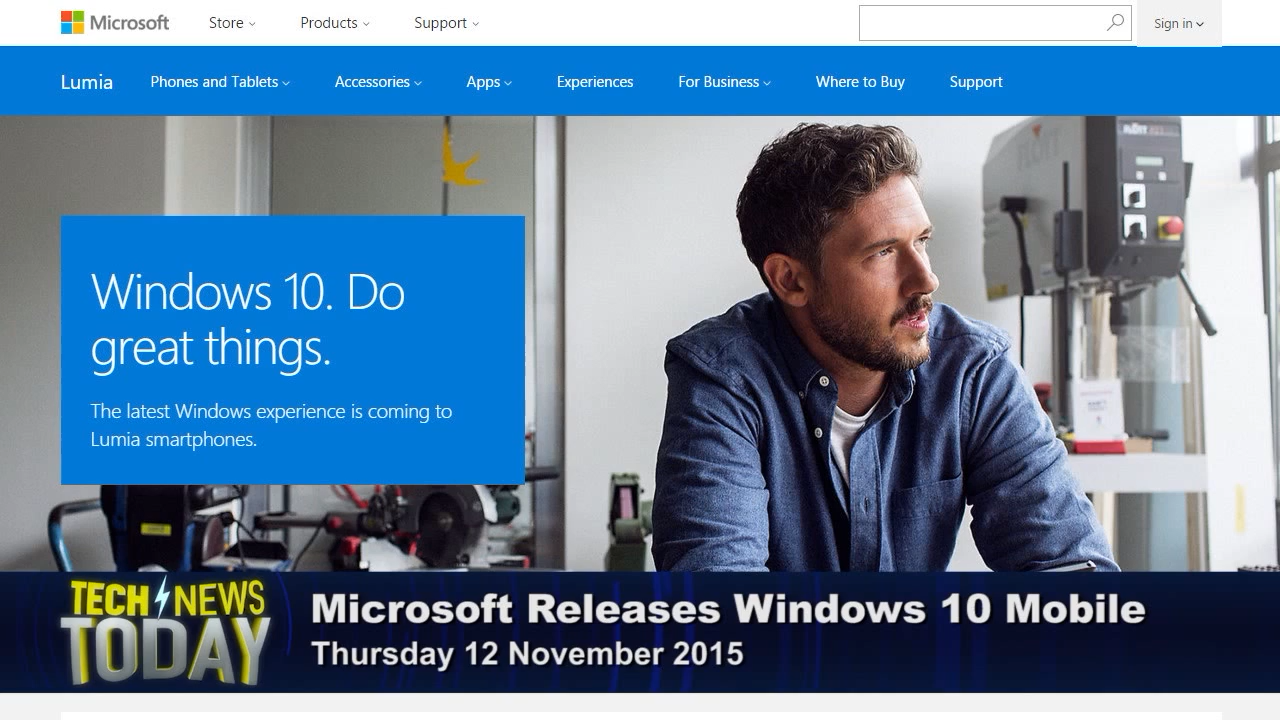 Microsoft Store Products Support Sign in
Lumia Phones and Tablets Accessories Apps Experiences For Business Where to Buy Support
Windows 10. Do
great things.
The latest Windows experience is coming to
Lumia smartphones.
TECH NEWS
TODAY
Microsoft Releases Windows 10 Mobile
Thursday 12 November 2015